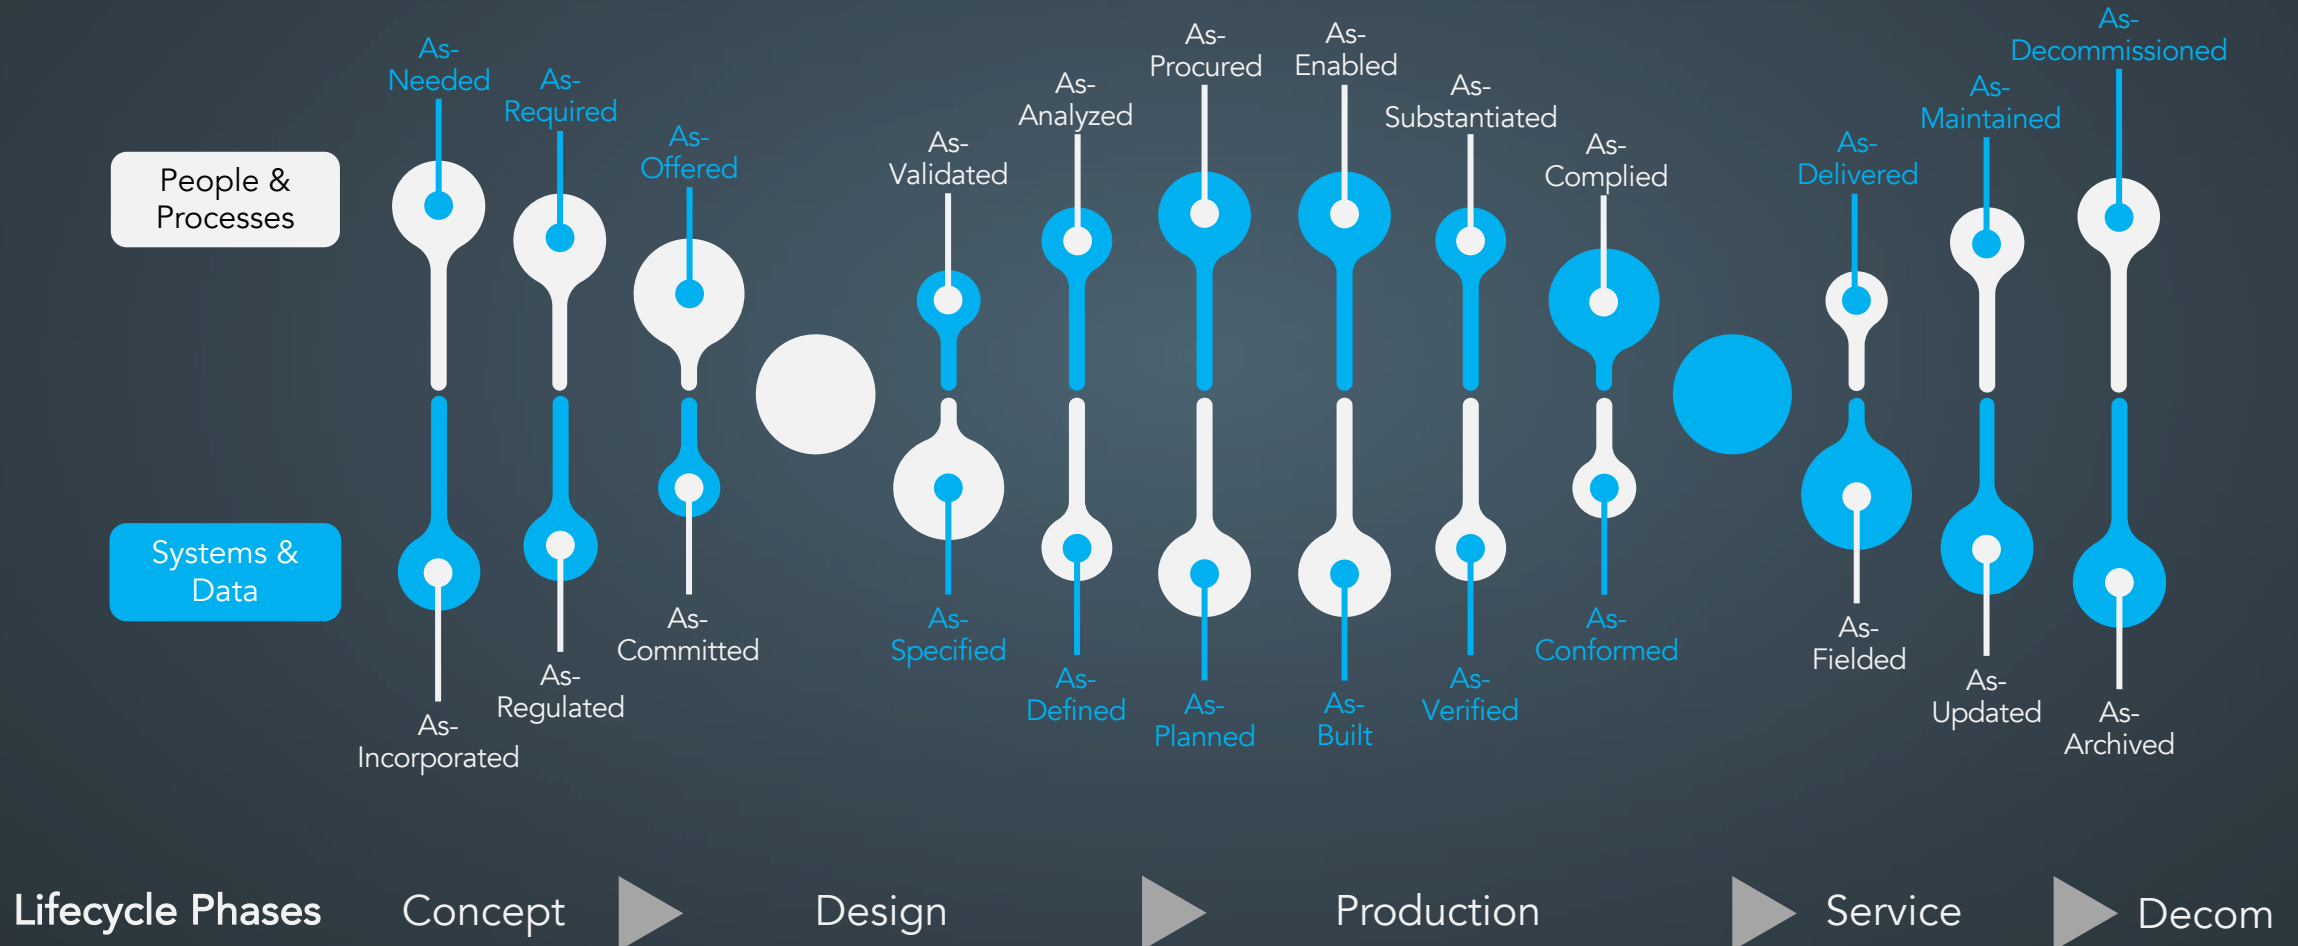 As-
Needed
As-
Required
As-
Offered
As-
Validated
As-
Analyzed
As-
Procured
As-
Enabled
As-
Substantiated
As-
Complied
As-
Delivered
As-
Maintained
As-
Decommissioned
People &
Processes
Systems &
Data
As-
Incorporated
As-
Regulated
As-
Committed
As-
Specified
As-
Defined
As-
Planned
As-
Built
As-
Verified
As-
Conformed
As-
Fielded
As-
Updated
As-
Archived
Lifecycle Phases
Concept
Design
Production
Service
Decom